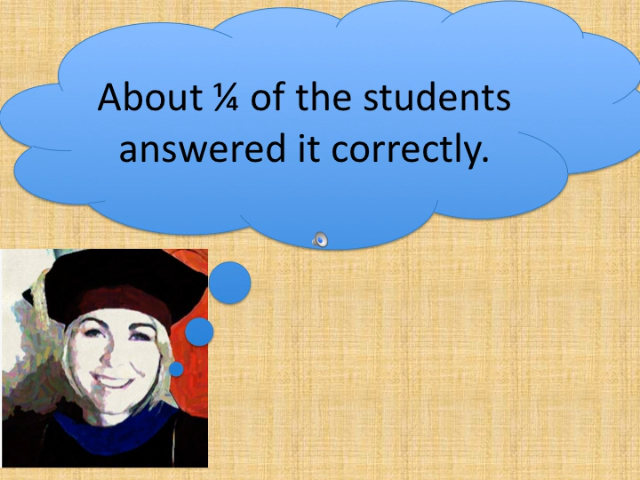 About ¼ of the students
answered it correctly.